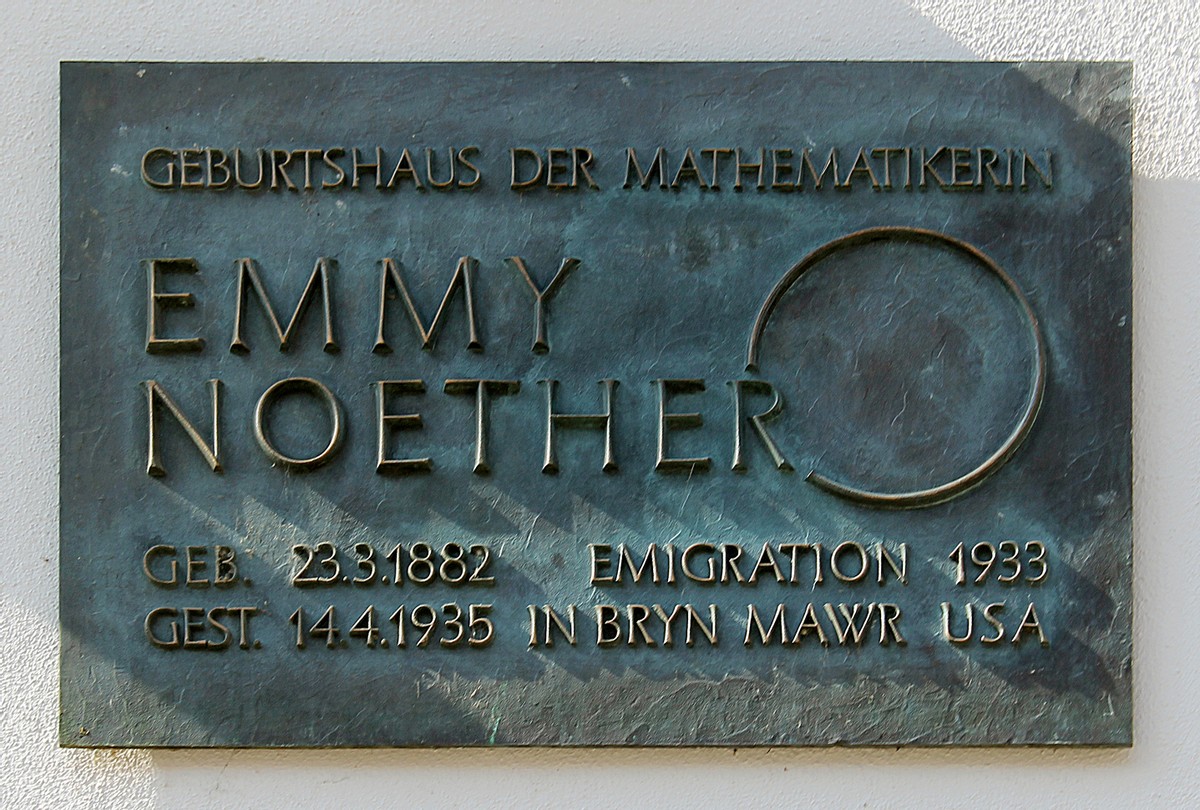 GEBURTSHAUS DER MATHEMATIKERIN
EMMY
NOETHER
GEB. 23.3.1882 EMIGRATION 1933
GEST. 14.4.1935 IN BRYN MAWR USA